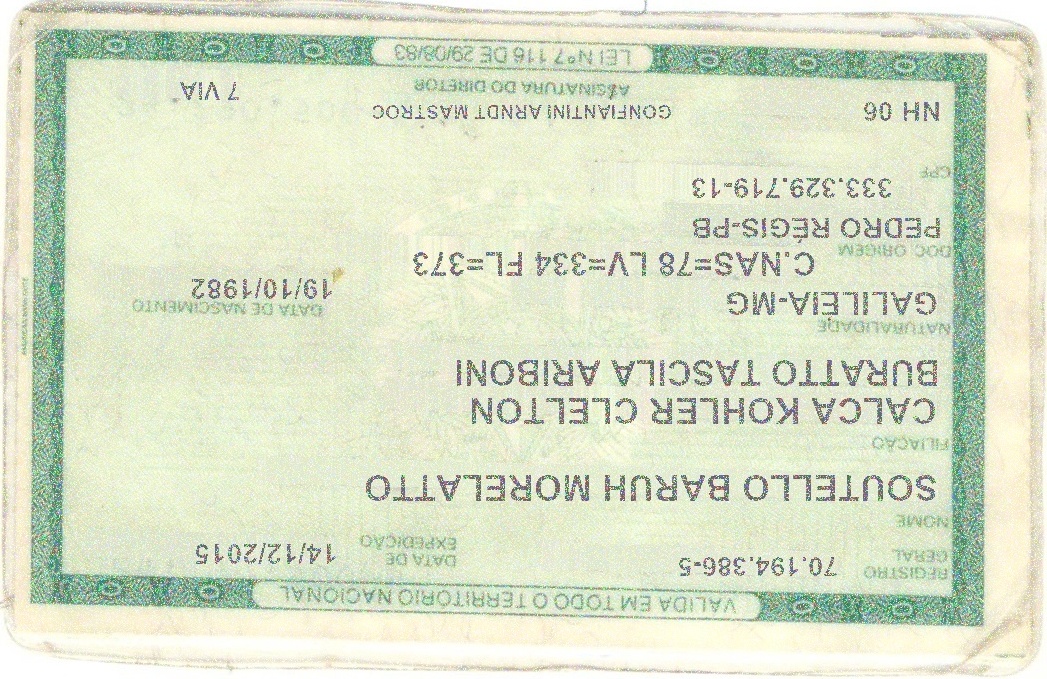 VALIDA EM TODO O TERRITORIO NACIONAL
REGISTRO GERAL 70.194.386-5 DATA DE EXPEDIÇÃO 14/12/2015
NOME
SOUTELLO BARUH MORELATTO
FILIAÇÃO
CALCA KOHLER CLELTON
BURATTO TASCILA ARIBONI
NATURALIDADE DATA DE NASCIMENTO
GALILÉIA-MG 19/10/1982
DOC ORIGEM C.NAS=78 LV=334 FL=373
PEDRO RÉGIS-PB
CPF 333.329.719-13
NH 06 GONFIANTINI ARNDT MASTROC 7 VIA
ASSINATURA DO DIRETOR
LEI Nº 7.116 DE 29/08/83